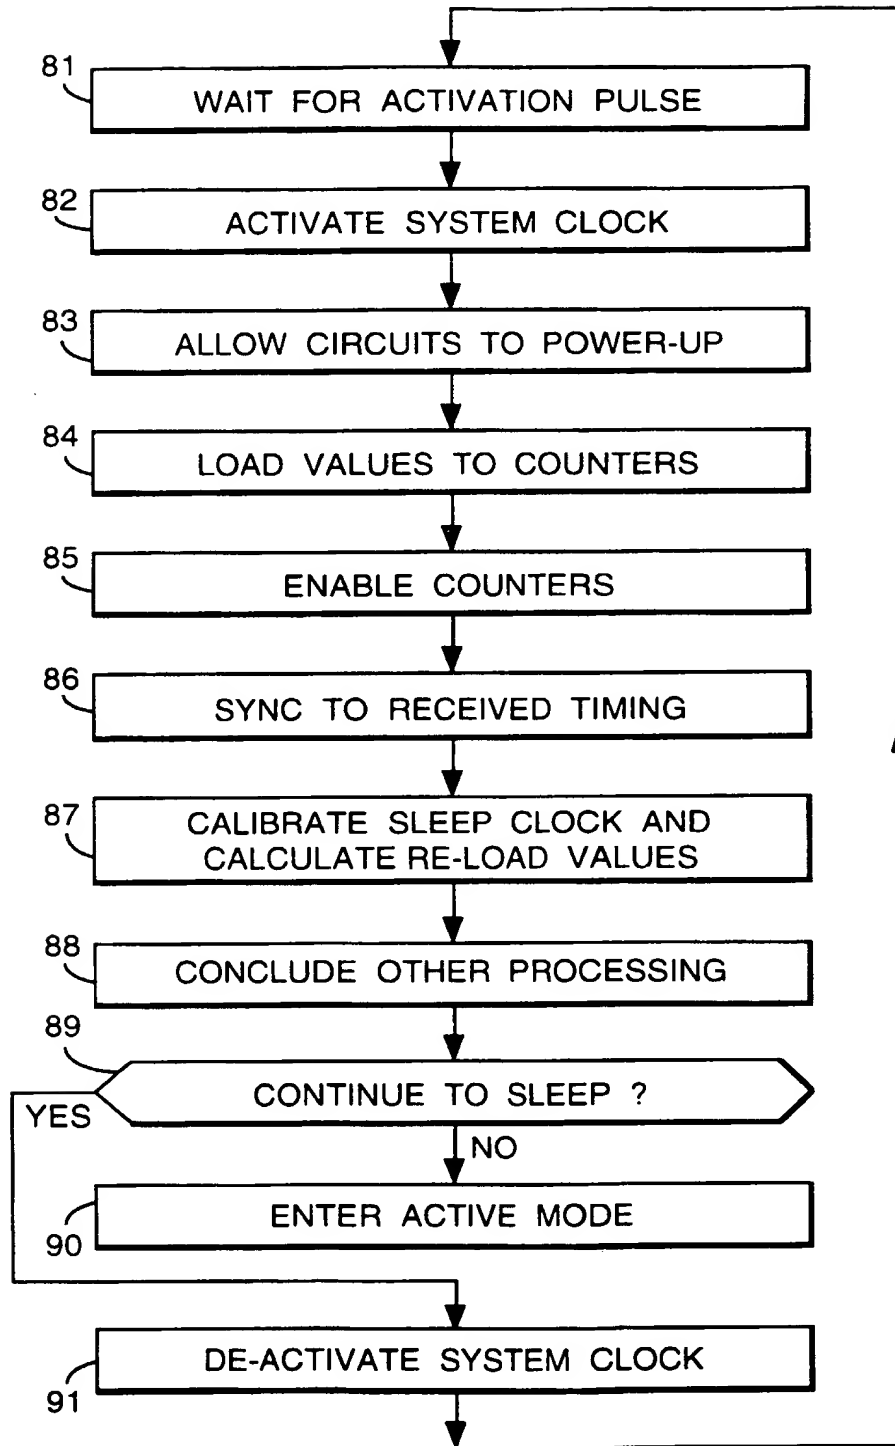 81
WAIT FOR ACTIVATION PULSE
82
ACTIVATE SYSTEM CLOCK
83
ALLOW CIRCUITS TO POWER-UP
84
LOAD VALUES TO COUNTERS
85
ENABLE COUNTERS
86
SYNC TO RECEIVED TIMING
87
CALIBRATE SLEEP CLOCK AND
CALCULATE RE-LOAD VALUES
88
CONCLUDE OTHER PROCESSING
89
CONTINUE TO SLEEP ?
YES
NO
ENTER ACTIVE MODE
90
DE-ACTIVATE SYSTEM CLOCK
91